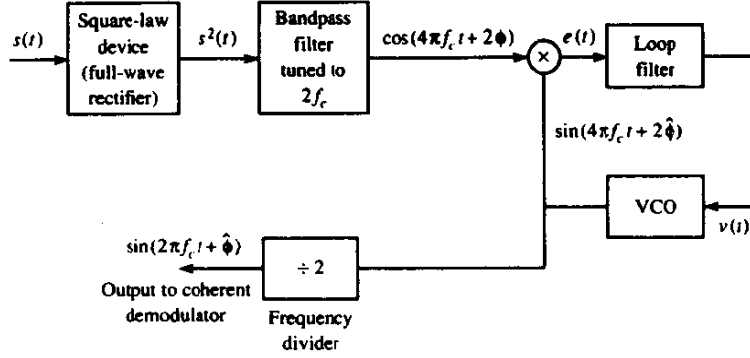 s(t)
Square-law
device
(full-wave
rectifier)
s²(t)
Bandpass
filter
tuned to
2f_c
cos(4πf_c t + 2ϕ)
×
e(t)
Loop
filter
sin(4πf_c t + 2ϕ̂)
VCO
v(t)
sin(2πf_c t + ϕ̂)
Output to coherent
demodulator
÷ 2
Frequency
divider